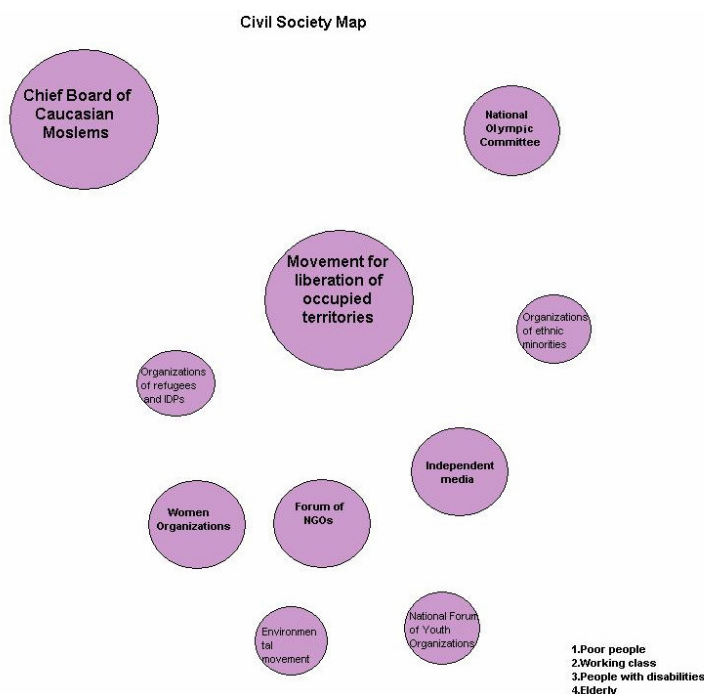 Civil Society Map
Chief Board of
Caucasian
Moslems
National
Olympic
Committee
Movement for
liberation of
occupied
territories
Organizations
of ethnic
minorities
Organizations
of refugees
and IDPs
Independent
media
Women
Organizations
Forum of
NGOs
Environmen
tal
movement
National Forum
of Youth
Organizations
1.Poor people
2.Working class
3.People with disabilities
4.Elderly